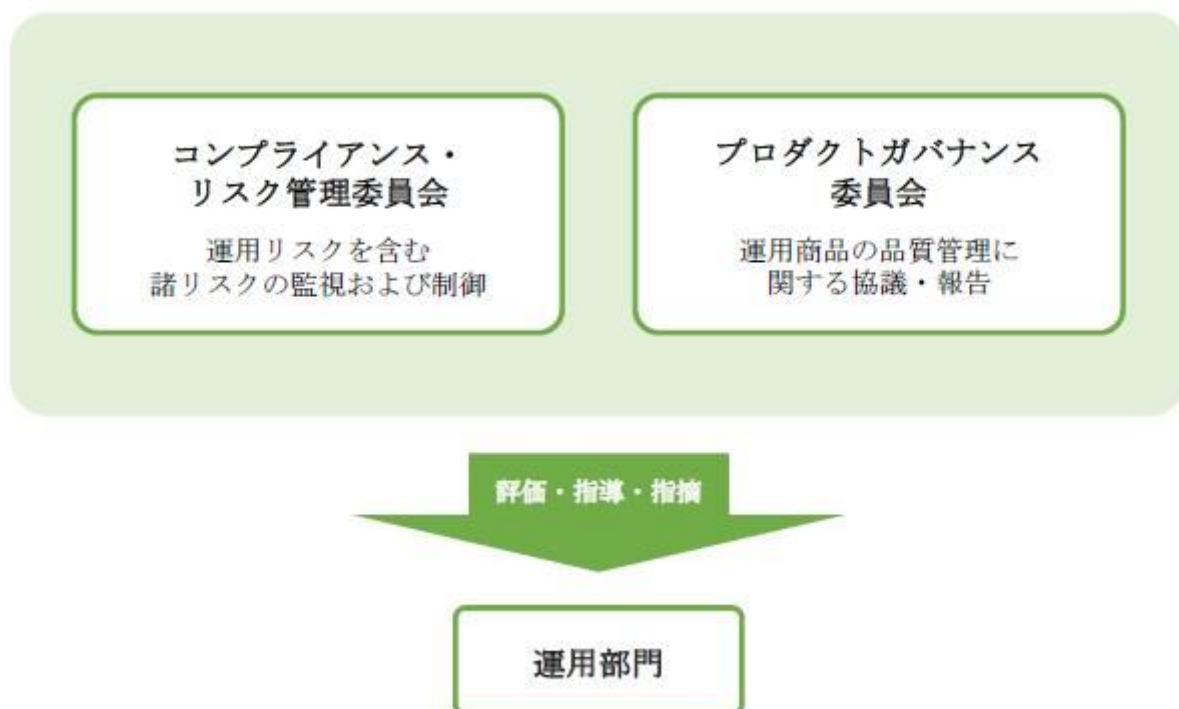 コンプライアンス・
リスク管理委員会
運用リスクを含む
諸リスクの監視および制御
プロダクトガバナンス
委員会
運用商品の品質管理に
関する協議・報告
評価・指導・指摘
運用部門